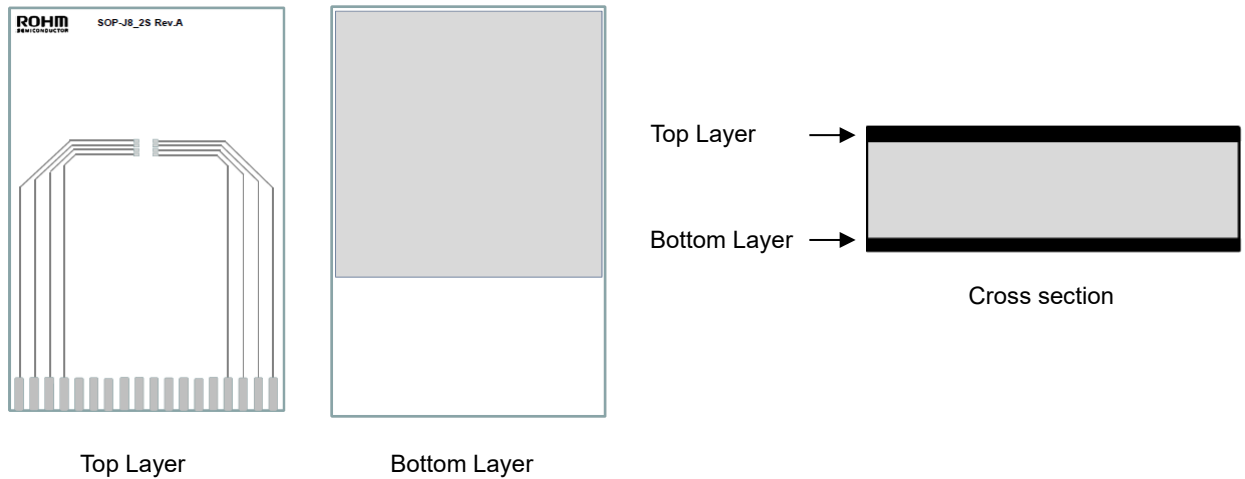 ROHM
SEMICONDUCTOR
SOP-J8_2S Rev.A
Top Layer
Bottom Layer
Cross section
Top Layer
Bottom Layer